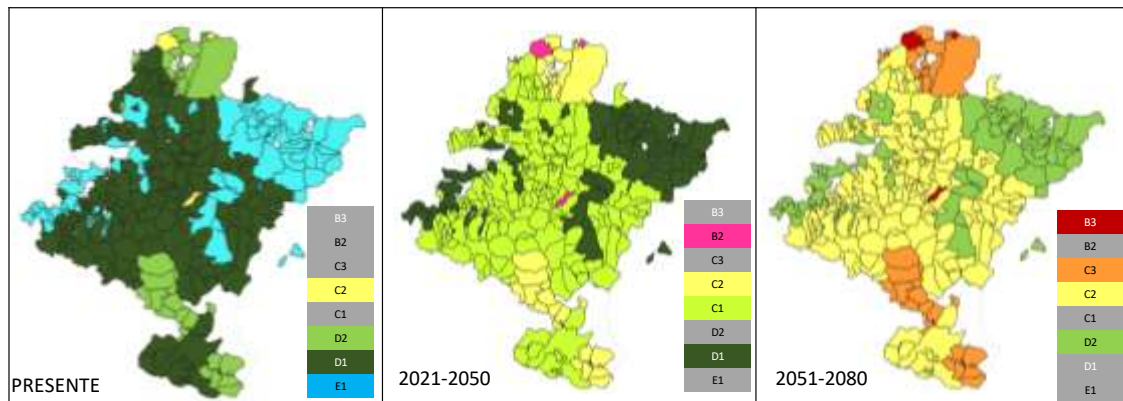 B3
B2
C3
C2
C1
D2
D1
E1
PRESENTE
B3
B2
C3
C2
C1
D2
D1
E1
2021-2050
B3
B2
C3
C2
C1
D2
D1
E1
2051-2080